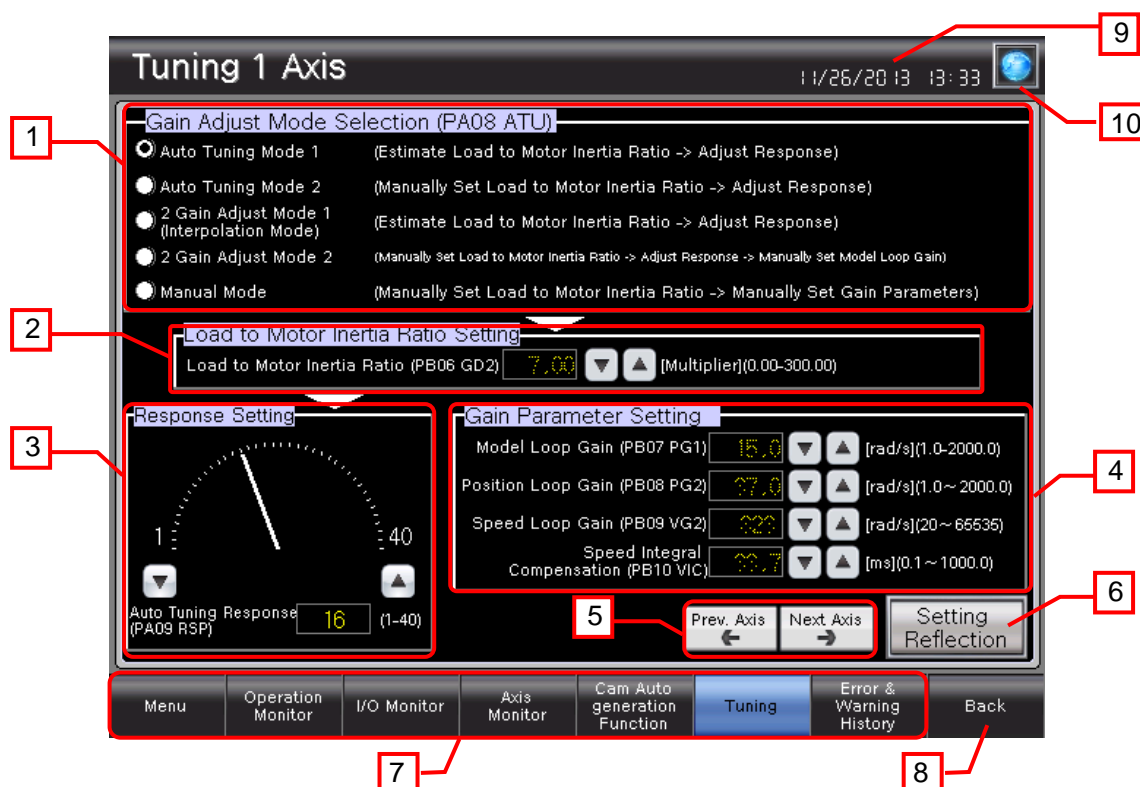 9
Tuning 1 Axis
11/26/2013 13:33
10
1
Gain Adjust Mode Selection (PA08 ATU)
Auto Tuning Mode 1 (Estimate Load to Motor Inertia Ratio -> Adjust Response)
Auto Tuning Mode 2 (Manually Set Load to Motor Inertia Ratio -> Adjust Response)
2 Gain Adjust Mode 1
(Interpolation Mode) (Estimate Load to Motor Inertia Ratio -> Adjust Response)
2 Gain Adjust Mode 2 (Manually Set Load to Motor Inertia Ratio -> Adjust Response -> Manually Set Model Loop Gain)
Manual Mode (Manually Set Load to Motor Inertia Ratio -> Manually Set Gain Parameters)
2
Load to Motor Inertia Ratio Setting
Load to Motor Inertia Ratio (PB06 GD2) 7.00 [Multiplier](0.00-300.00)
3
Response Setting
1
40
Auto Tuning Response
(PA09 RSP) 16 (1-40)
Gain Parameter Setting
Model Loop Gain (PB07 PG1) 15.0 [rad/s](1.0-2000.0)
Position Loop Gain (PB08 PG2) 37.0 [rad/s](1.0~2000.0)
Speed Loop Gain (PB09 VG2) [rad/s](20~65535)
Speed Integral
Compensation (PB10 VIC) [ms](0.1~1000.0)
4
5
Prev. Axis
Next Axis
Setting
Reflection
6
Menu
Operation
Monitor
I/O Monitor
Axis
Monitor
Cam Auto
generation
Function
Tuning
Error &
Warning
History
Back
7
8